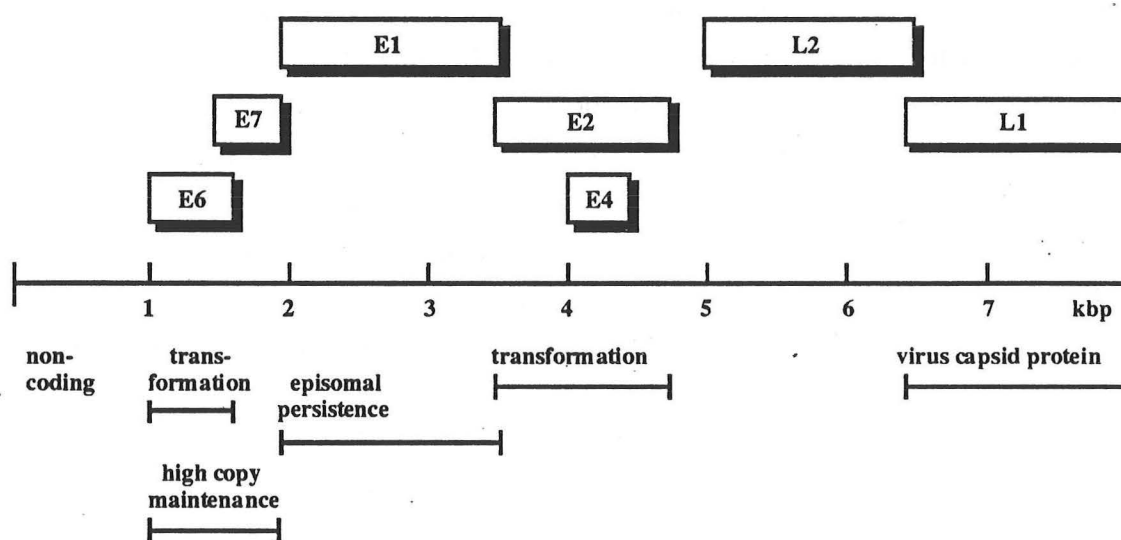 E1
L2
E7
E2
L1
E6
E4
1 2 3 4 5 6 7 kbp
non-
coding
trans-
formation
episomal
persistence
transformation
virus capsid protein
high copy
maintenance